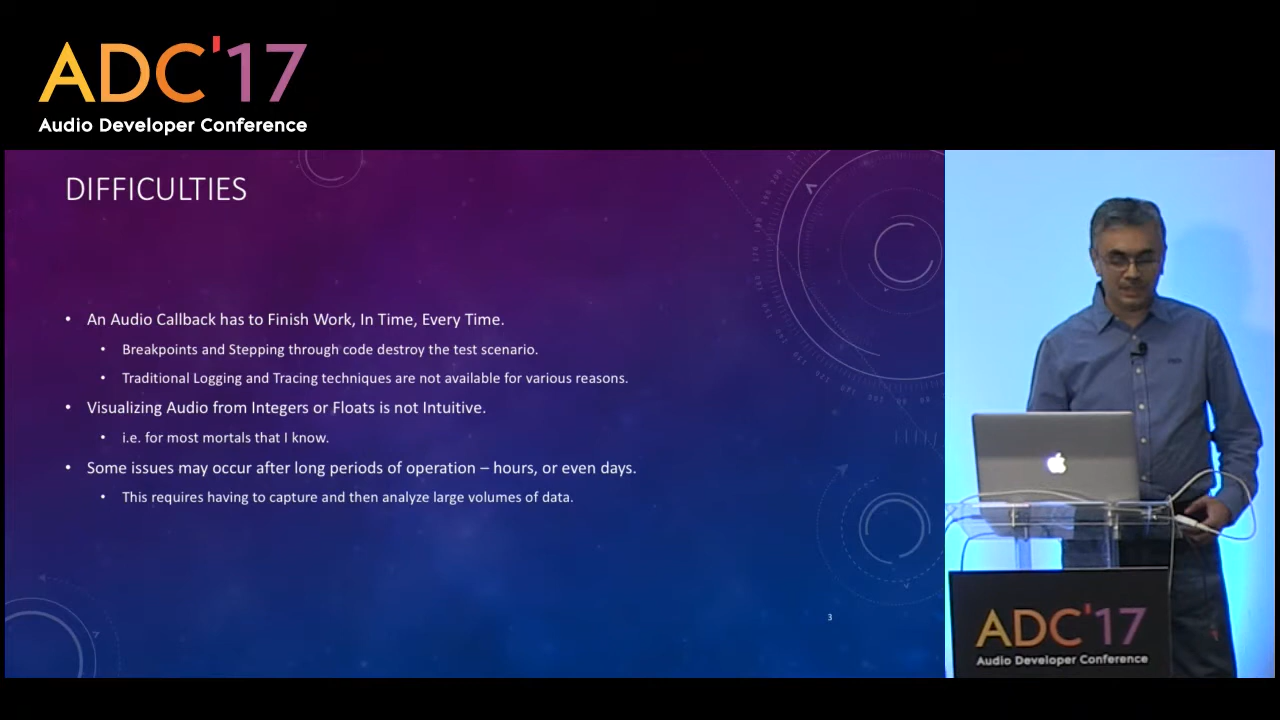 ADC'17
Audio Developer Conference
DIFFICULTIES
• An Audio Callback has to Finish Work, In Time, Every Time.
• Breakpoints and Stepping through code destroy the test scenario.
• Traditional Logging and Tracing techniques are not available for various reasons.
• Visualizing Audio from Integers or Floats is not Intuitive.
• i.e. for most mortals that I know.
• Some issues may occur after long periods of operation – hours, or even days.
• This requires having to capture and then analyze large volumes of data.
3
ADC'17
Audio Developer Conference